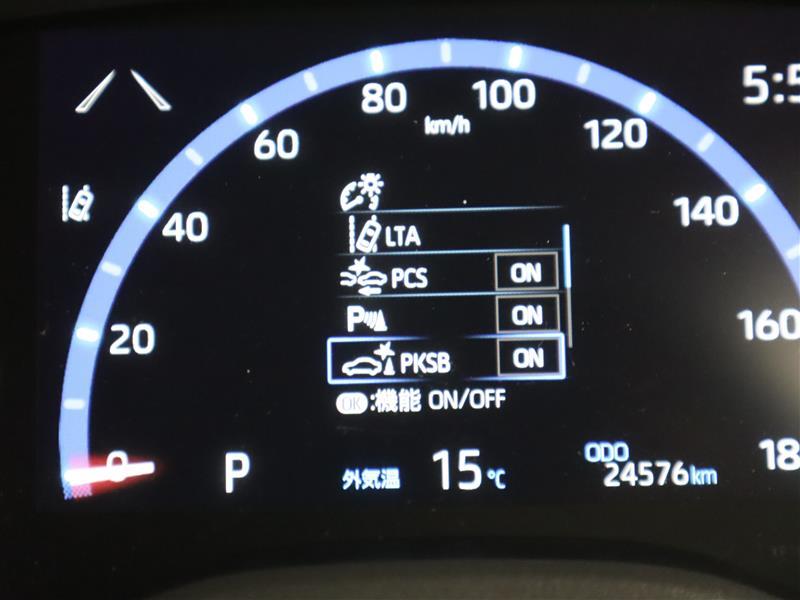 5:5
80
100
km/h
60
120
40
140
LTA
PCS ON
P ON
20
160
PKSB ON
OK:機能 ON/OFF
0
P
外気温 15℃
ODO
24576km
18